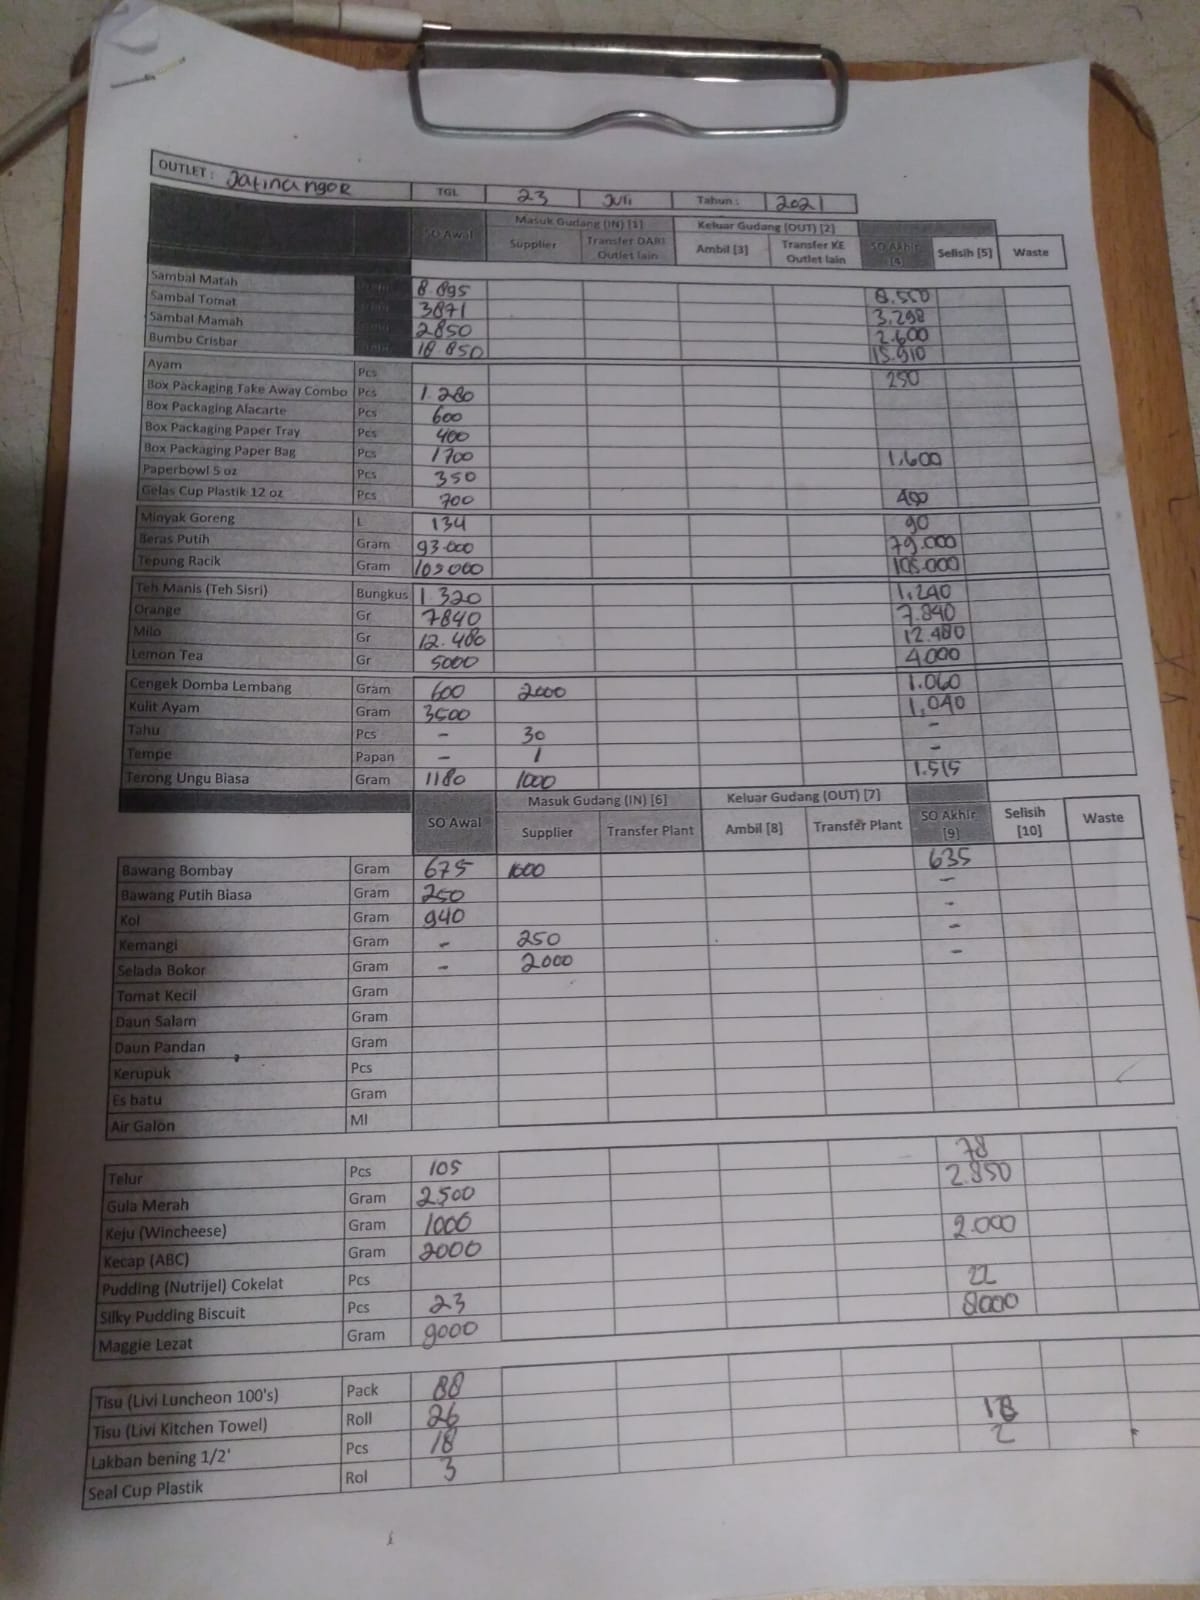 OUTLET : Jatinangor TGL 23 Juli Tahun : 2021
SO Awal Masuk Gudang (IN) [1] Keluar Gudang (OUT) [2] SO Akhir [4] Selisih [5] Waste
Supplier Transfer DARI Outlet lain Ambil [3] Transfer KE Outlet lain
Sambal Matah 8.895 8.550
Sambal Tomat 3871 3.298
Sambal Mamah 2850 2.600
Bumbu Crisbar 18.850 15.910
Ayam Pcs 250
Box Packaging Take Away Combo Pcs 1.280
Box Packaging Alacarte Pcs 600
Box Packaging Paper Tray Pcs 400
Box Packaging Paper Bag Pcs 1700 1.600
Paperbowl 5 oz Pcs 350
Gelas Cup Plastik 12 oz Pcs 700 400
Minyak Goreng L 134 90
Beras Putih Gram 93.000 79.000
Tepung Racik Gram 105000 105.000
Teh Manis (Teh Sisri) Bungkus 1.320 1.240
Orange Gr 7840 7.840
Milo Gr 12.480 12.480
Lemon Tea Gr 5000 4.000
Cengek Domba Lembang Gram 600 2000 1.060
Kulit Ayam Gram 3500 1.040
Tahu Pcs - 30 -
Tempe Papan - 1 -
Terong Ungu Biasa Gram 1180 1000 1.515
SO Awal Masuk Gudang (IN) [6] Keluar Gudang (OUT) [7] SO Akhir [9] Selisih [10] Waste
Supplier Transfer Plant Ambil [8] Transfer Plant
Bawang Bombay Gram 675 1000 635
Bawang Putih Biasa Gram 250 -
Kol Gram 940 -
Kemangi Gram - 250 -
Selada Bokor Gram - 2000 -
Tomat Kecil Gram
Daun Salam Gram
Daun Pandan Gram
Kerupuk Pcs
Es batu Gram
Air Galon Ml
Telur Pcs 105 78
Gula Merah Gram 2500 2.850
Keju (Wincheese) Gram 1000
Kecap (ABC) Gram 2000 2.000
Pudding (Nutrijel) Cokelat Pcs
Silky Pudding Biscuit Pcs 23 22
Maggie Lezat Gram 9000 8000
Tisu (Livi Luncheon 100's) Pack 88
Tisu (Livi Kitchen Towel) Roll 26
Lakban bening 1/2' Pcs 18 18
Seal Cup Plastik Rol 3 2